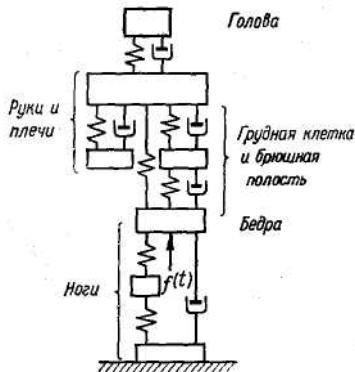 Голова
Руки и
плечи
Грудная клетка
и брюшная
полость
Бедра
f(t)
Ноги